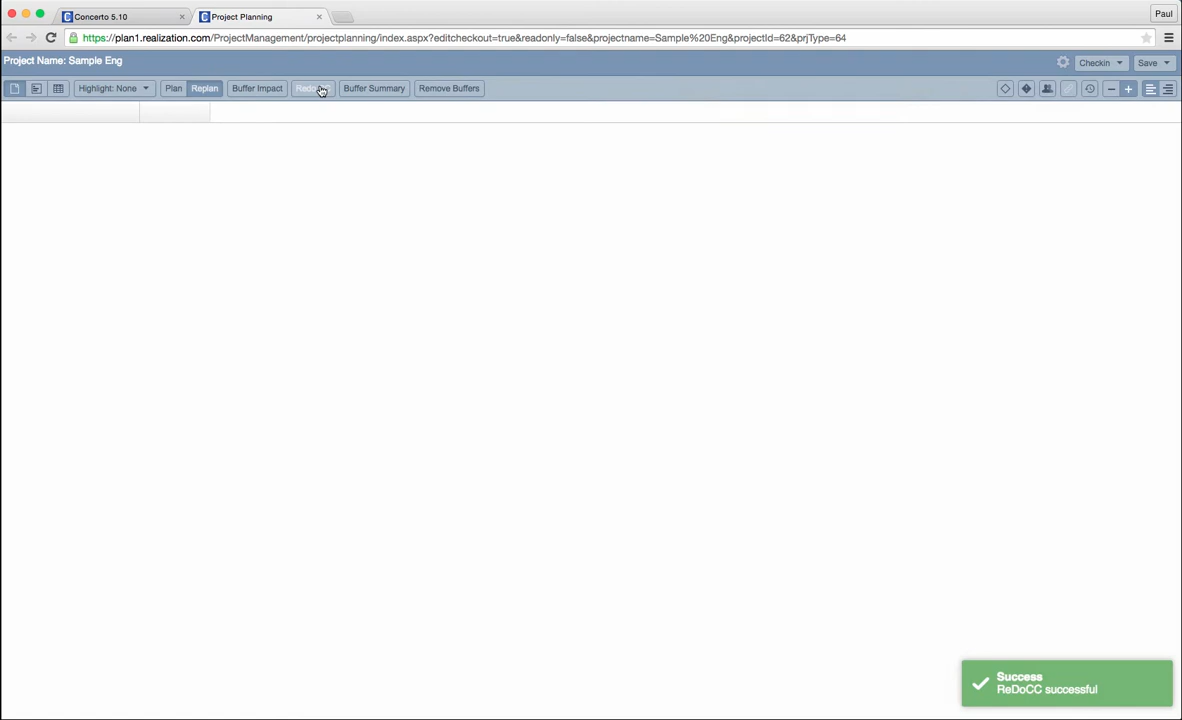 Concerto 5.10
Project Planning
Paul
https://plan1.realization.com/ProjectManagement/projectplanning/index.aspx?editcheckout=true&readonly=false&projectname=Sample%20Eng&projectId=62&prjType=64
Project Name: Sample Eng
Checkin
Save
Highlight: None
Plan
Replan
Buffer Impact
Buffer Summary
Remove Buffers
Success
ReDoCC successful